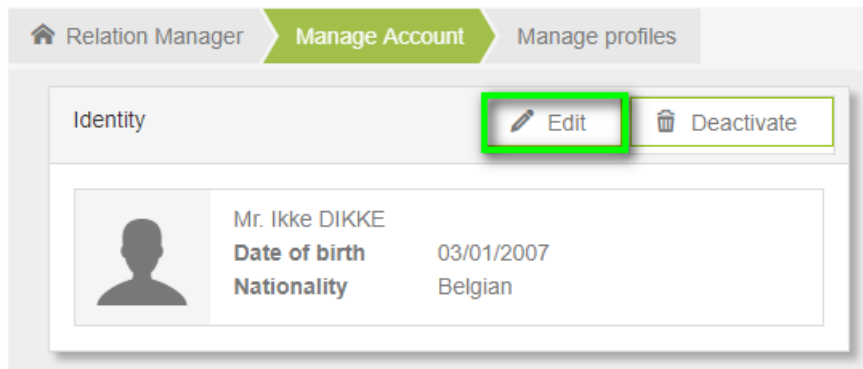 Relation Manager Manage Account Manage profiles
Identity Edit Deactivate
Mr. Ikke DIKKE
Date of birth 03/01/2007
Nationality Belgian